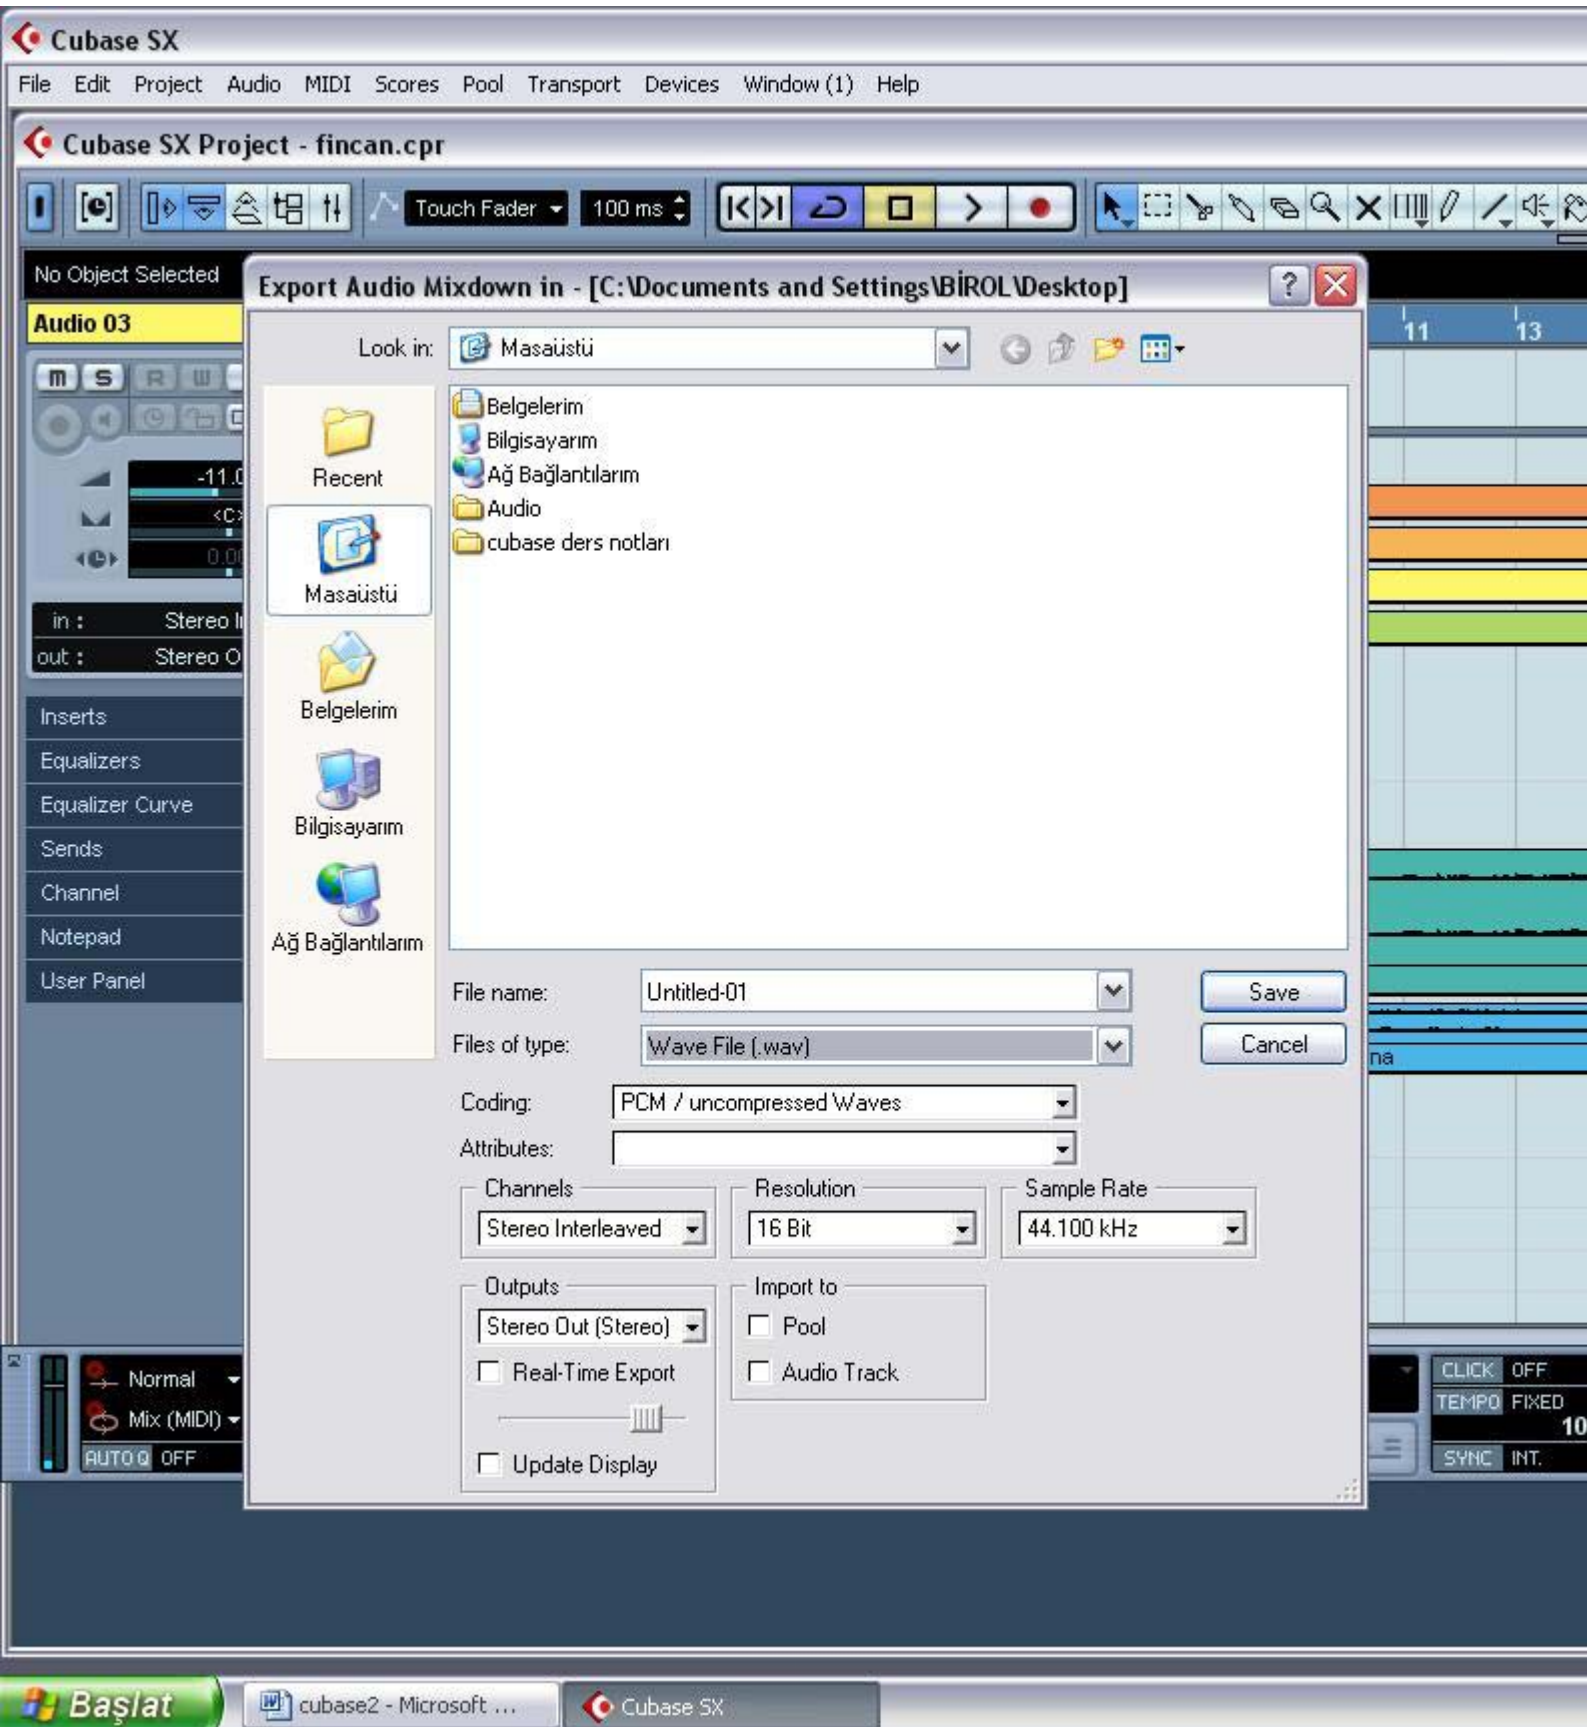 Cubase SX
File Edit Project Audio MIDI Scores Pool Transport Devices Window (1) Help
Cubase SX Project - fincan.cpr
Touch Fader 100 ms
No Object Selected
Export Audio Mixdown in - [C:\Documents and Settings\BİROL\Desktop]
Audio 03
11 13
Look in: Masaüstü
m S R W
Belgelerim
Bilgisayarım
Ağ Bağlantılarım
Audio
cubase ders notları
Recent
Masaüstü
Belgelerim
Bilgisayarım
Ağ Bağlantılarım
-11.0
<C>
0.00
in : Stereo I
out : Stereo O
Inserts
Equalizers
Equalizer Curve
Sends
Channel
Notepad
User Panel
File name: Untitled-01 Save
Files of type: Wave File (.wav) Cancel
na
Coding: PCM / uncompressed Waves
Attributes:
Channels Resolution Sample Rate
Stereo Interleaved 16 Bit 44.100 kHz
Outputs Import to
Stereo Out (Stereo) Pool
Real-Time Export Audio Track
Update Display
Normal
Mix (MIDI)
AUTO Q OFF
CLICK OFF
TEMPO FIXED
10
SYNC INT.
Başlat cubase2 - Microsoft ... Cubase SX